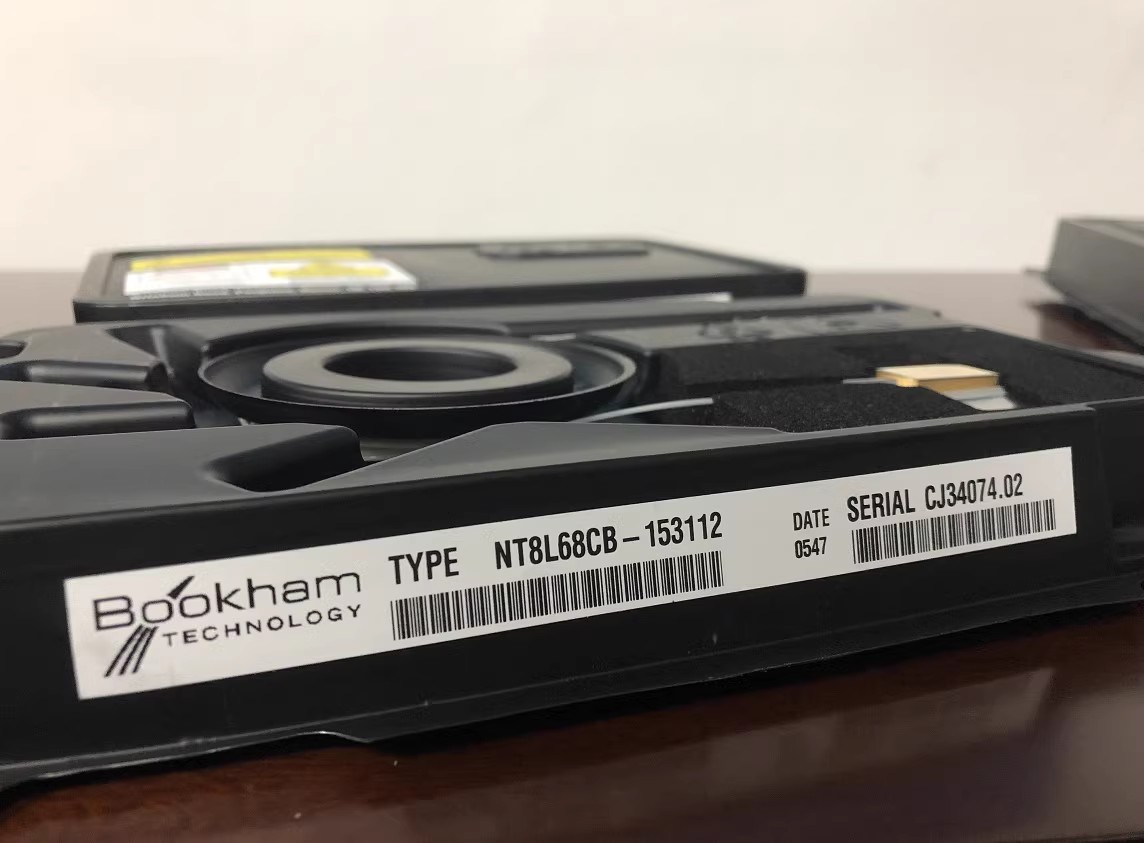 Bookham
TECHNOLOGY
TYPE NT8L68CB-153112
DATE
0547
SERIAL CJ34074.02